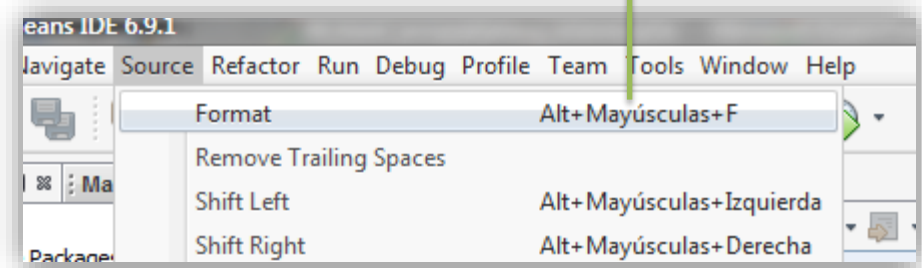 eans IDE 6.9.1
Navigate Source Refactor Run Debug Profile Team Tools Window Help
Format Alt+Mayúsculas+F
Remove Trailing Spaces
Ma
Shift Left Alt+Mayúsculas+Izquierda
Shift Right Alt+Mayúsculas+Derecha
Packages